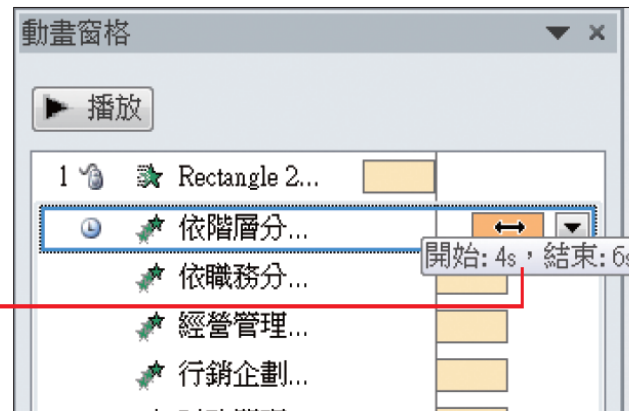 動畫窗格
播放
1 Rectangle 2...
依階層分...
開始: 4s，結束: 6s
依職務分...
經營管理...
行銷企劃...